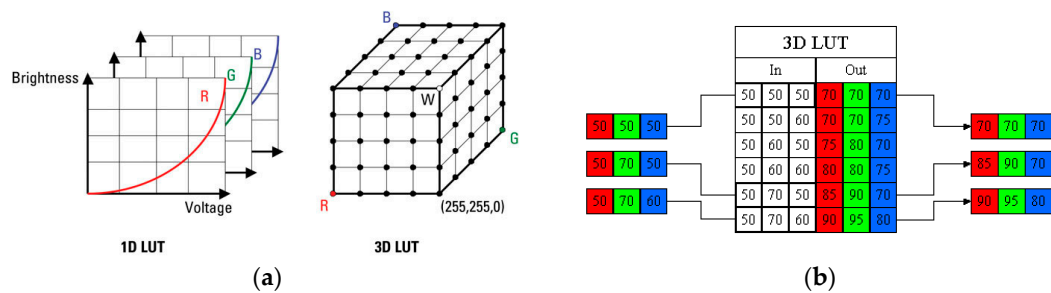 B
G
R
Brightness
Voltage
1D LUT
B
W
G
R
(255,255,0)
3D LUT
(a)
3D LUT
In Out
50 50 50 70 70 70
50 50 60 70 70 75
50 60 50 75 80 70
50 60 60 80 80 75
50 70 50 85 90 70
50 70 60 90 95 80
50 50 50
50 70 50
50 70 60
70 70 70
85 90 70
90 95 80
(b)